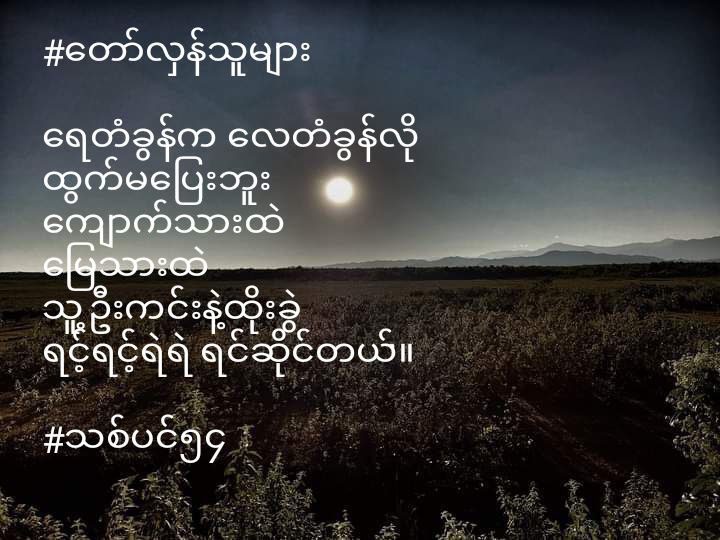 #တော်လှန်သူများ
ရေတံခွန်က လေတံခွန်လို
ထွက်မပြေးဘူး
ကျောက်သားထဲ
မြေသားထဲ
သူ့ဦးကင်းနဲ့ထိုးခွဲ
ရင့်ရင့်ရဲရဲ ရင်ဆိုင်တယ်။
#သစ်ပင်၅၄